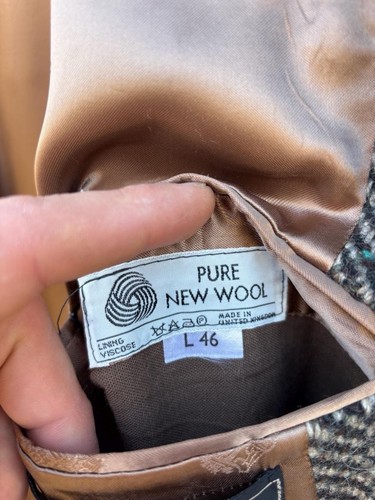 PURE
NEW WOOL
MADE IN
UNITED KINGDOM
LINING
VISCOSE
L 46